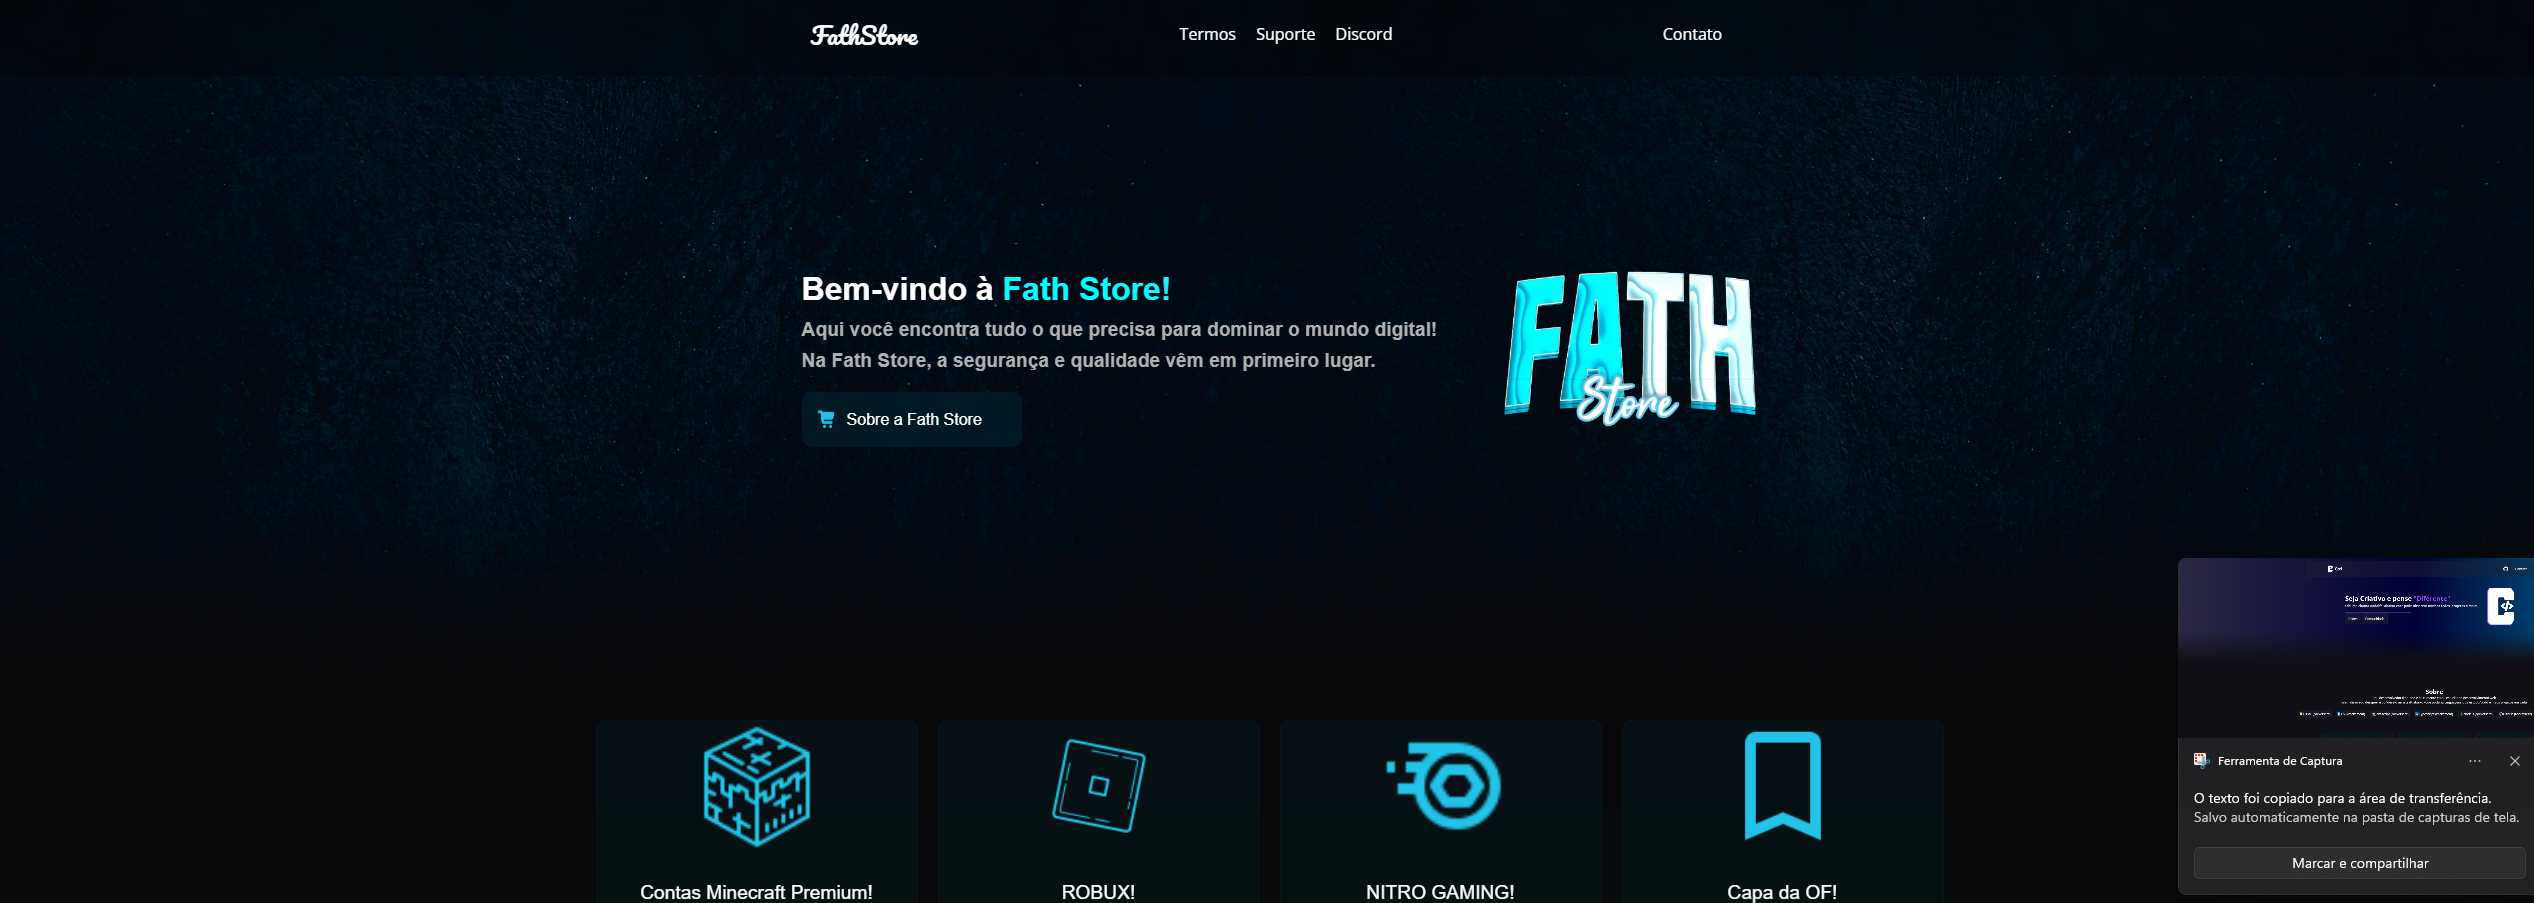 FathStore
Termos Suporte Discord
Contato
Bem-vindo à Fath Store!
Aqui você encontra tudo o que precisa para dominar o mundo digital!
Na Fath Store, a segurança e qualidade vêm em primeiro lugar.
Sobre a Fath Store
FATH
Store
Contas Minecraft Premium!
ROBUX!
NITRO GAMING!
Capa da OF!
Seja Criativo e pense "Diferente"
Sobre
Ferramenta de Captura
O texto foi copiado para a área de transferência.
Salvo automaticamente na pasta de capturas de tela.
Marcar e compartilhar